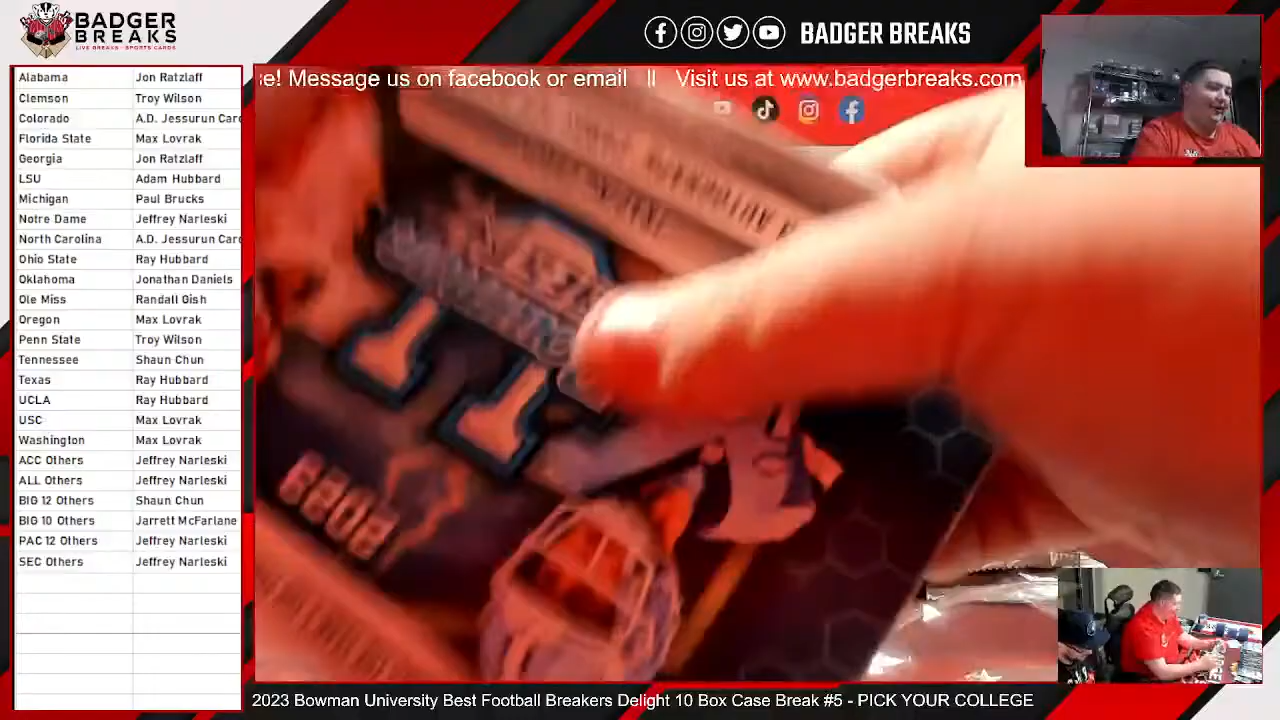 BADGER
BREAKS
LIVE BREAKS · SPORTS CARDS
BADGER BREAKS
se! Message us on facebook or email || Visit us at www.badgerbreaks.com
Alabama Jon Ratzlaff
Clemson Troy Wilson
Colorado A.D. Jessurun Card
Florida State Max Lovrak
Georgia Jon Ratzlaff
LSU Adam Hubbard
Michigan Paul Brucks
Notre Dame Jeffrey Narleski
North Carolina A.D. Jessurun Card
Ohio State Ray Hubbard
Oklahoma Jonathan Daniels
Ole Miss Randall Gish
Oregon Max Lovrak
Penn State Troy Wilson
Tennessee Shaun Chun
Texas Ray Hubbard
UCLA Ray Hubbard
USC Max Lovrak
Washington Max Lovrak
ACC Others Jeffrey Narleski
ALL Others Jeffrey Narleski
BIG 12 Others Shaun Chun
BIG 10 Others Jarrett McFarlane
PAC 12 Others Jeffrey Narleski
SEC Others Jeffrey Narleski
2023 Bowman University Best Football Breakers Delight 10 Box Case Break #5 - PICK YOUR COLLEGE